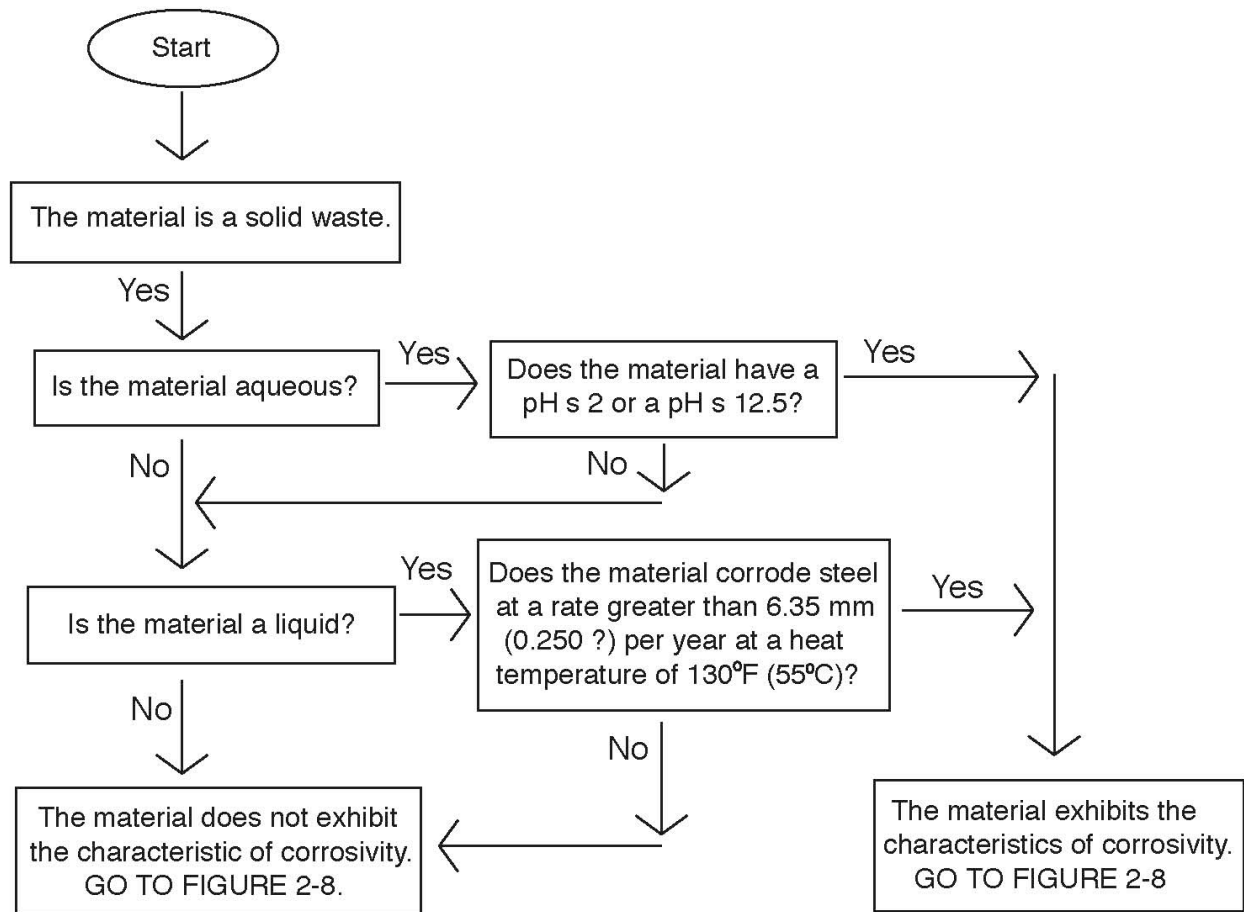 Start
The material is a solid waste.
Yes
Is the material aqueous?
Yes
Does the material have a
pH s 2 or a pH s 12.5?
Yes
No
No
Is the material a liquid?
Yes
Does the material corrode steel
at a rate greater than 6.35 mm
(0.250 ?) per year at a heat
temperature of 130°F (55°C)?
Yes
No
No
The material does not exhibit
the characteristic of corrosivity.
GO TO FIGURE 2-8.
The material exhibits the
characteristics of corrosivity.
GO TO FIGURE 2-8